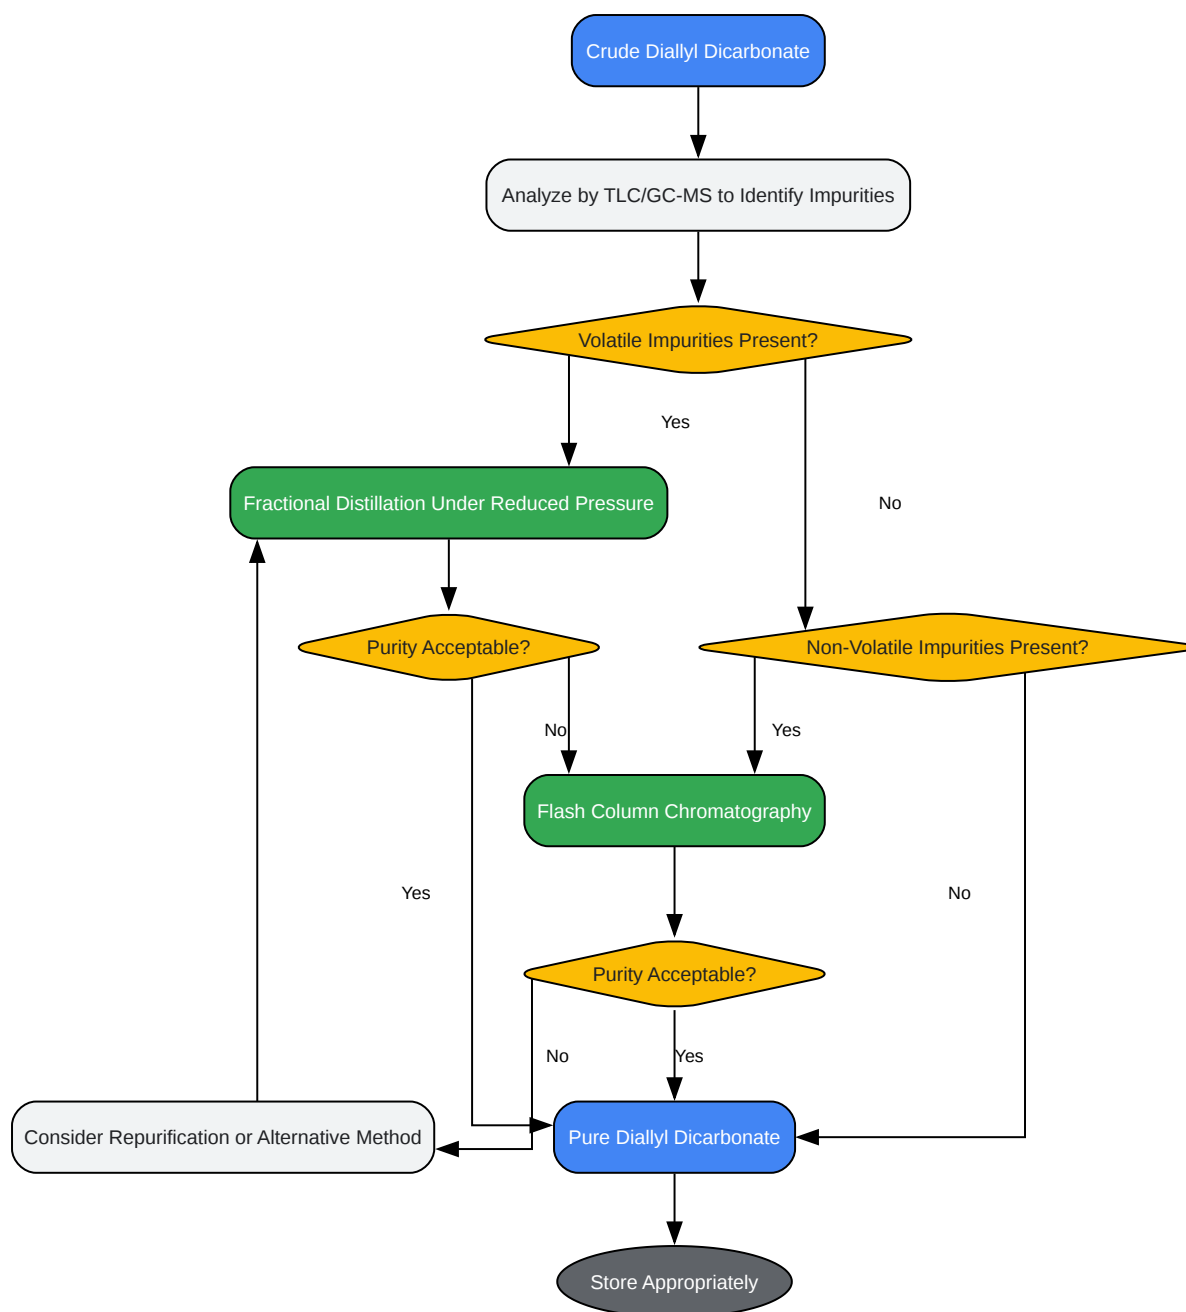 Crude Diallyl Dicarbonate
Analyze by TLC/GC-MS to Identify Impurities
Volatile Impurities Present?
Yes
Fractional Distillation Under Reduced Pressure
No
Purity Acceptable?
Non-Volatile Impurities Present?
No
Yes
Flash Column Chromatography
Yes
No
Purity Acceptable?
No
Yes
Consider Repurification or Alternative Method
Pure Diallyl Dicarbonate
Store Appropriately